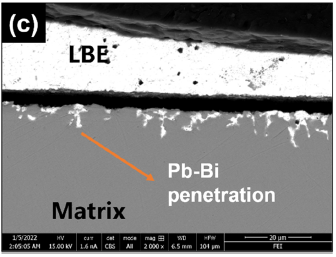 (c)
LBE
Pb-Bi
penetration
Matrix
1/5/2022 HV curr det mode mag ⊞ WD HFW 20 µm
2:05:05 AM 15.00 kV 1.6 nA CBS All 2 000 x 6.5 mm 104 µm FEI